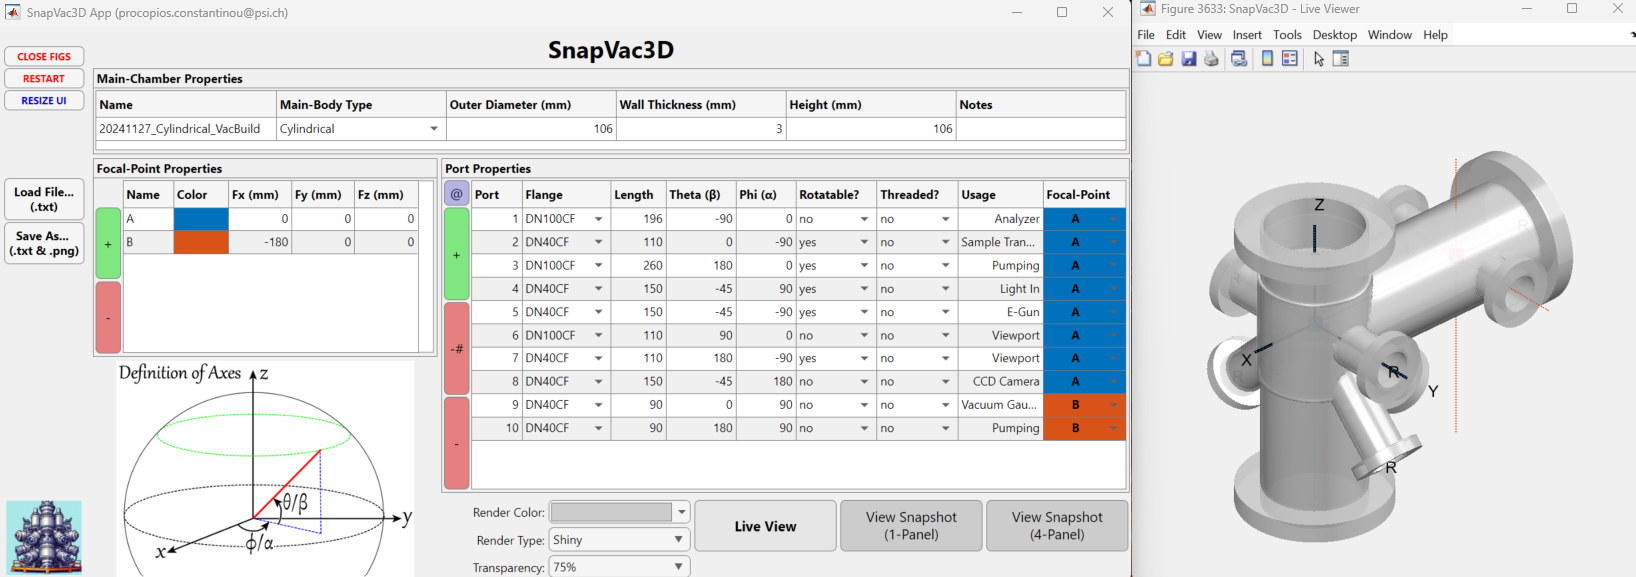 SnapVac3D App (procopios.constantinou@psi.ch)
SnapVac3D
CLOSE FIGS
RESTART
RESIZE UI
Load File...
(.txt)
Save As...
(.txt & .png)
Main-Chamber Properties
Name Main-Body Type Outer Diameter (mm) Wall Thickness (mm) Height (mm) Notes
20241127_Cylindrical_VacBuild Cylindrical 106 3 106
Focal-Point Properties
Name Color Fx (mm) Fy (mm) Fz (mm)
A 0 0 0
B -180 0 0
+
-
Port Properties
@ Port Flange Length Theta (β) Phi (α) Rotatable? Threaded? Usage Focal-Point
1 DN100CF 196 -90 0 no no Analyzer A
2 DN40CF 110 0 -90 yes no Sample Tran... A
3 DN100CF 260 180 0 yes no Pumping A
4 DN40CF 150 -45 90 yes no Light In A
5 DN40CF 150 -45 -90 yes no E-Gun A
6 DN100CF 110 90 0 no no Viewport A
7 DN40CF 110 180 -90 yes no Viewport A
8 DN40CF 150 -45 180 no no CCD Camera A
9 DN40CF 90 0 90 no no Vacuum Gau... B
10 DN40CF 90 180 90 no no Pumping B
+
-#
-
Definition of Axes
z
θ/β
y
x
ϕ/α
Render Color:
Render Type: Shiny
Transparency: 75%
Live View
View Snapshot
(1-Panel)
View Snapshot
(4-Panel)
Figure 3633: SnapVac3D - Live Viewer
File Edit View Insert Tools Desktop Window Help
Z
R
X
R
R
Y
R